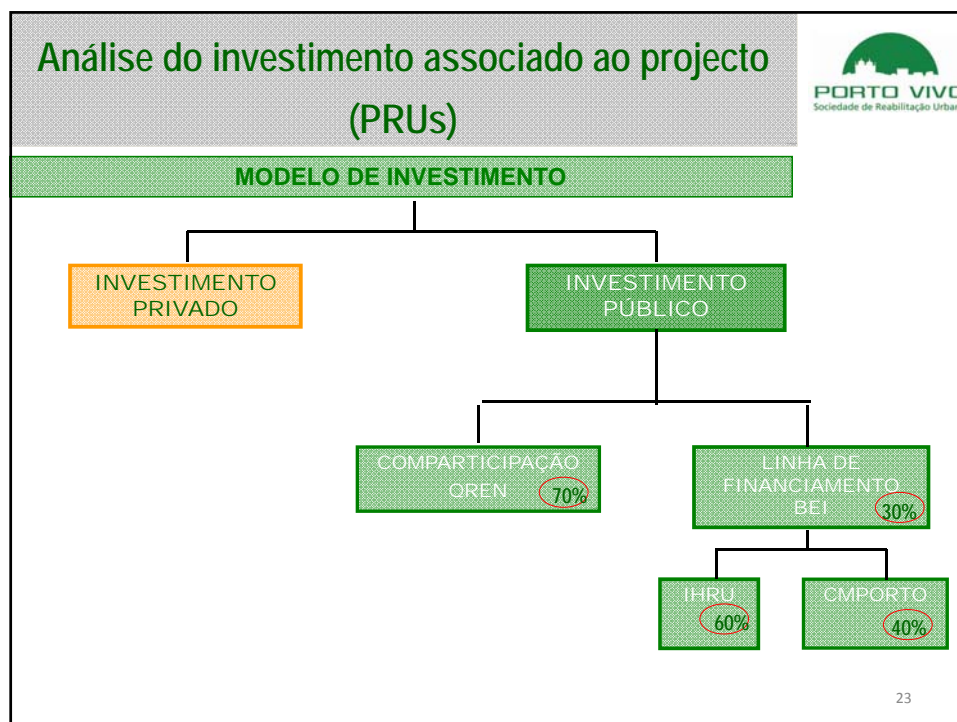 Análise do investimento associado ao projecto
(PRUs)
PORTO VIVO
Sociedade de Reabilitação Urban
MODELO DE INVESTIMENTO
INVESTIMENTO
PRIVADO
INVESTIMENTO
PÚBLICO
COMPARTICIPAÇÃO
QREN 70%
LINHA DE
FINANCIAMENTO
BEI 30%
IHRU
60%
CMPORTO
40%
23